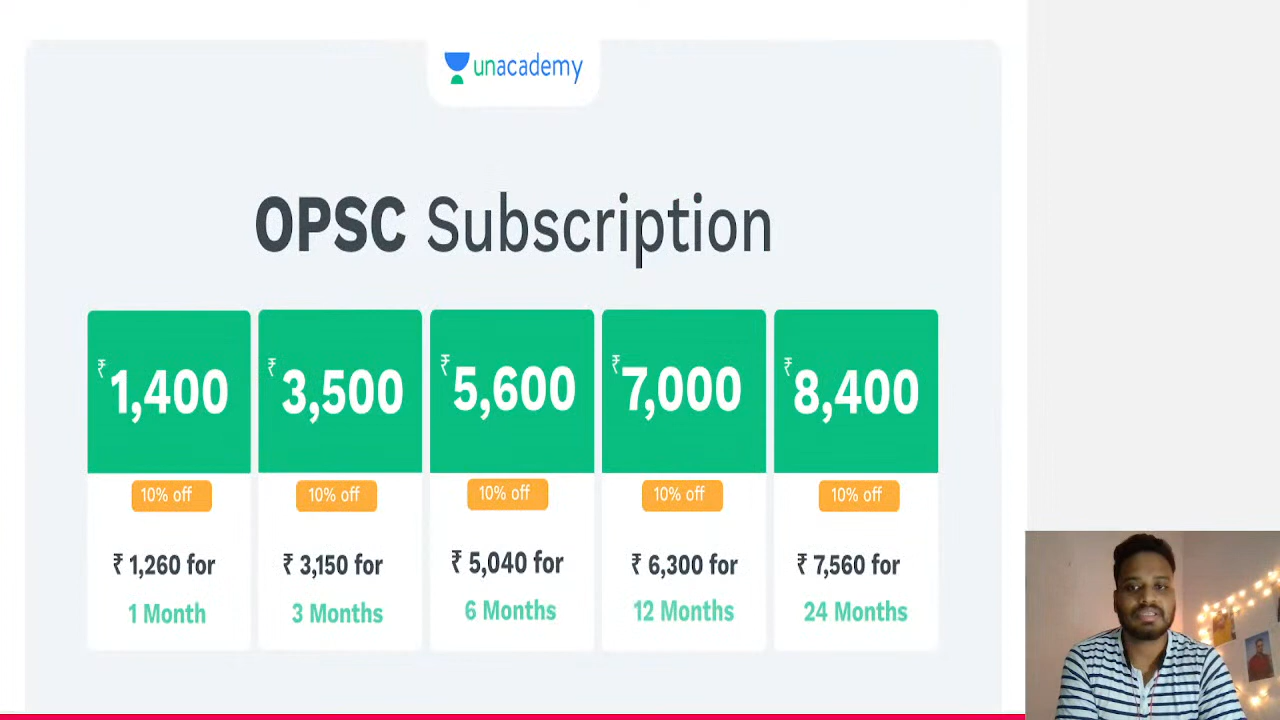 unacademy
OPSC Subscription
₹1,400
10% off
₹ 1,260 for
1 Month
₹3,500
10% off
₹ 3,150 for
3 Months
₹5,600
10% off
₹ 5,040 for
6 Months
₹7,000
10% off
₹ 6,300 for
12 Months
₹8,400
10% off
₹ 7,560 for
24 Months